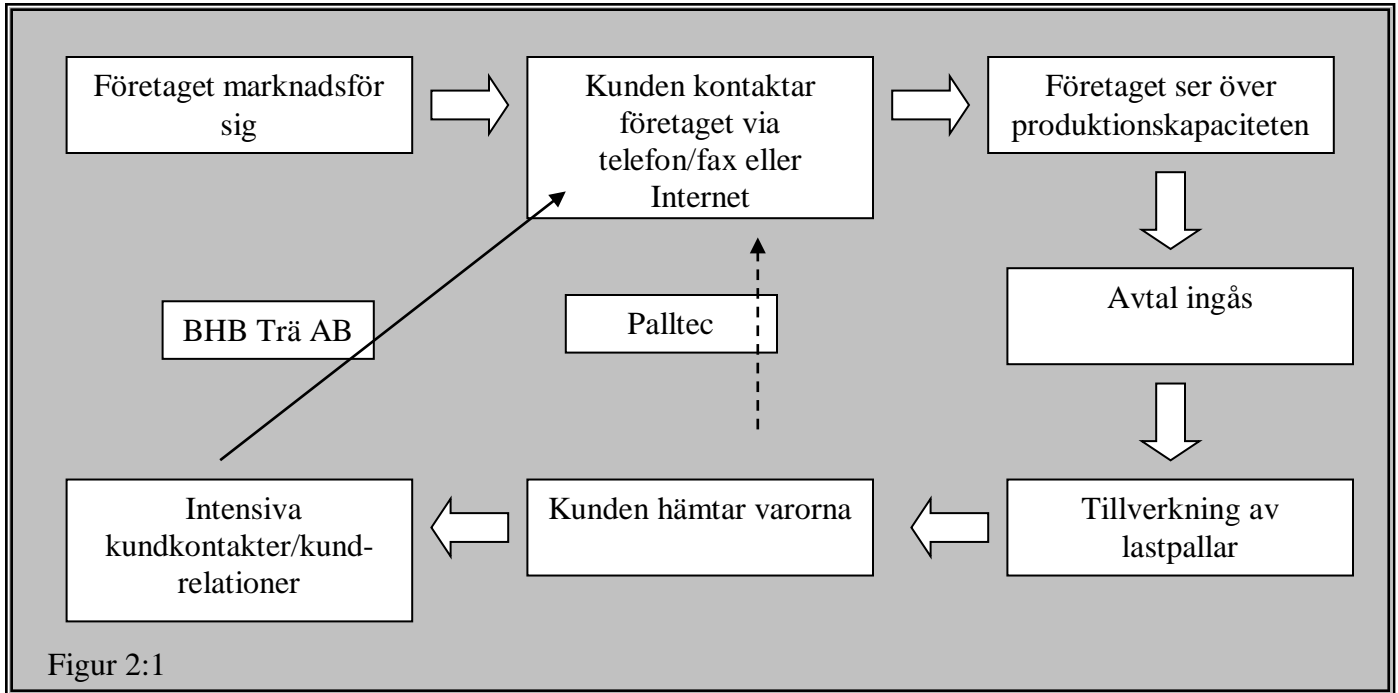 Företaget marknadsför
sig
Kunden kontaktar
företaget via
telefon/fax eller
Internet
Företaget ser över
produktionskapaciteten
BHB Trä AB
Palltec
Avtal ingås
Intensiva
kundkontakter/kund-
relationer
Kunden hämtar varorna
Tillverkning av
lastpallar
Figur 2:1